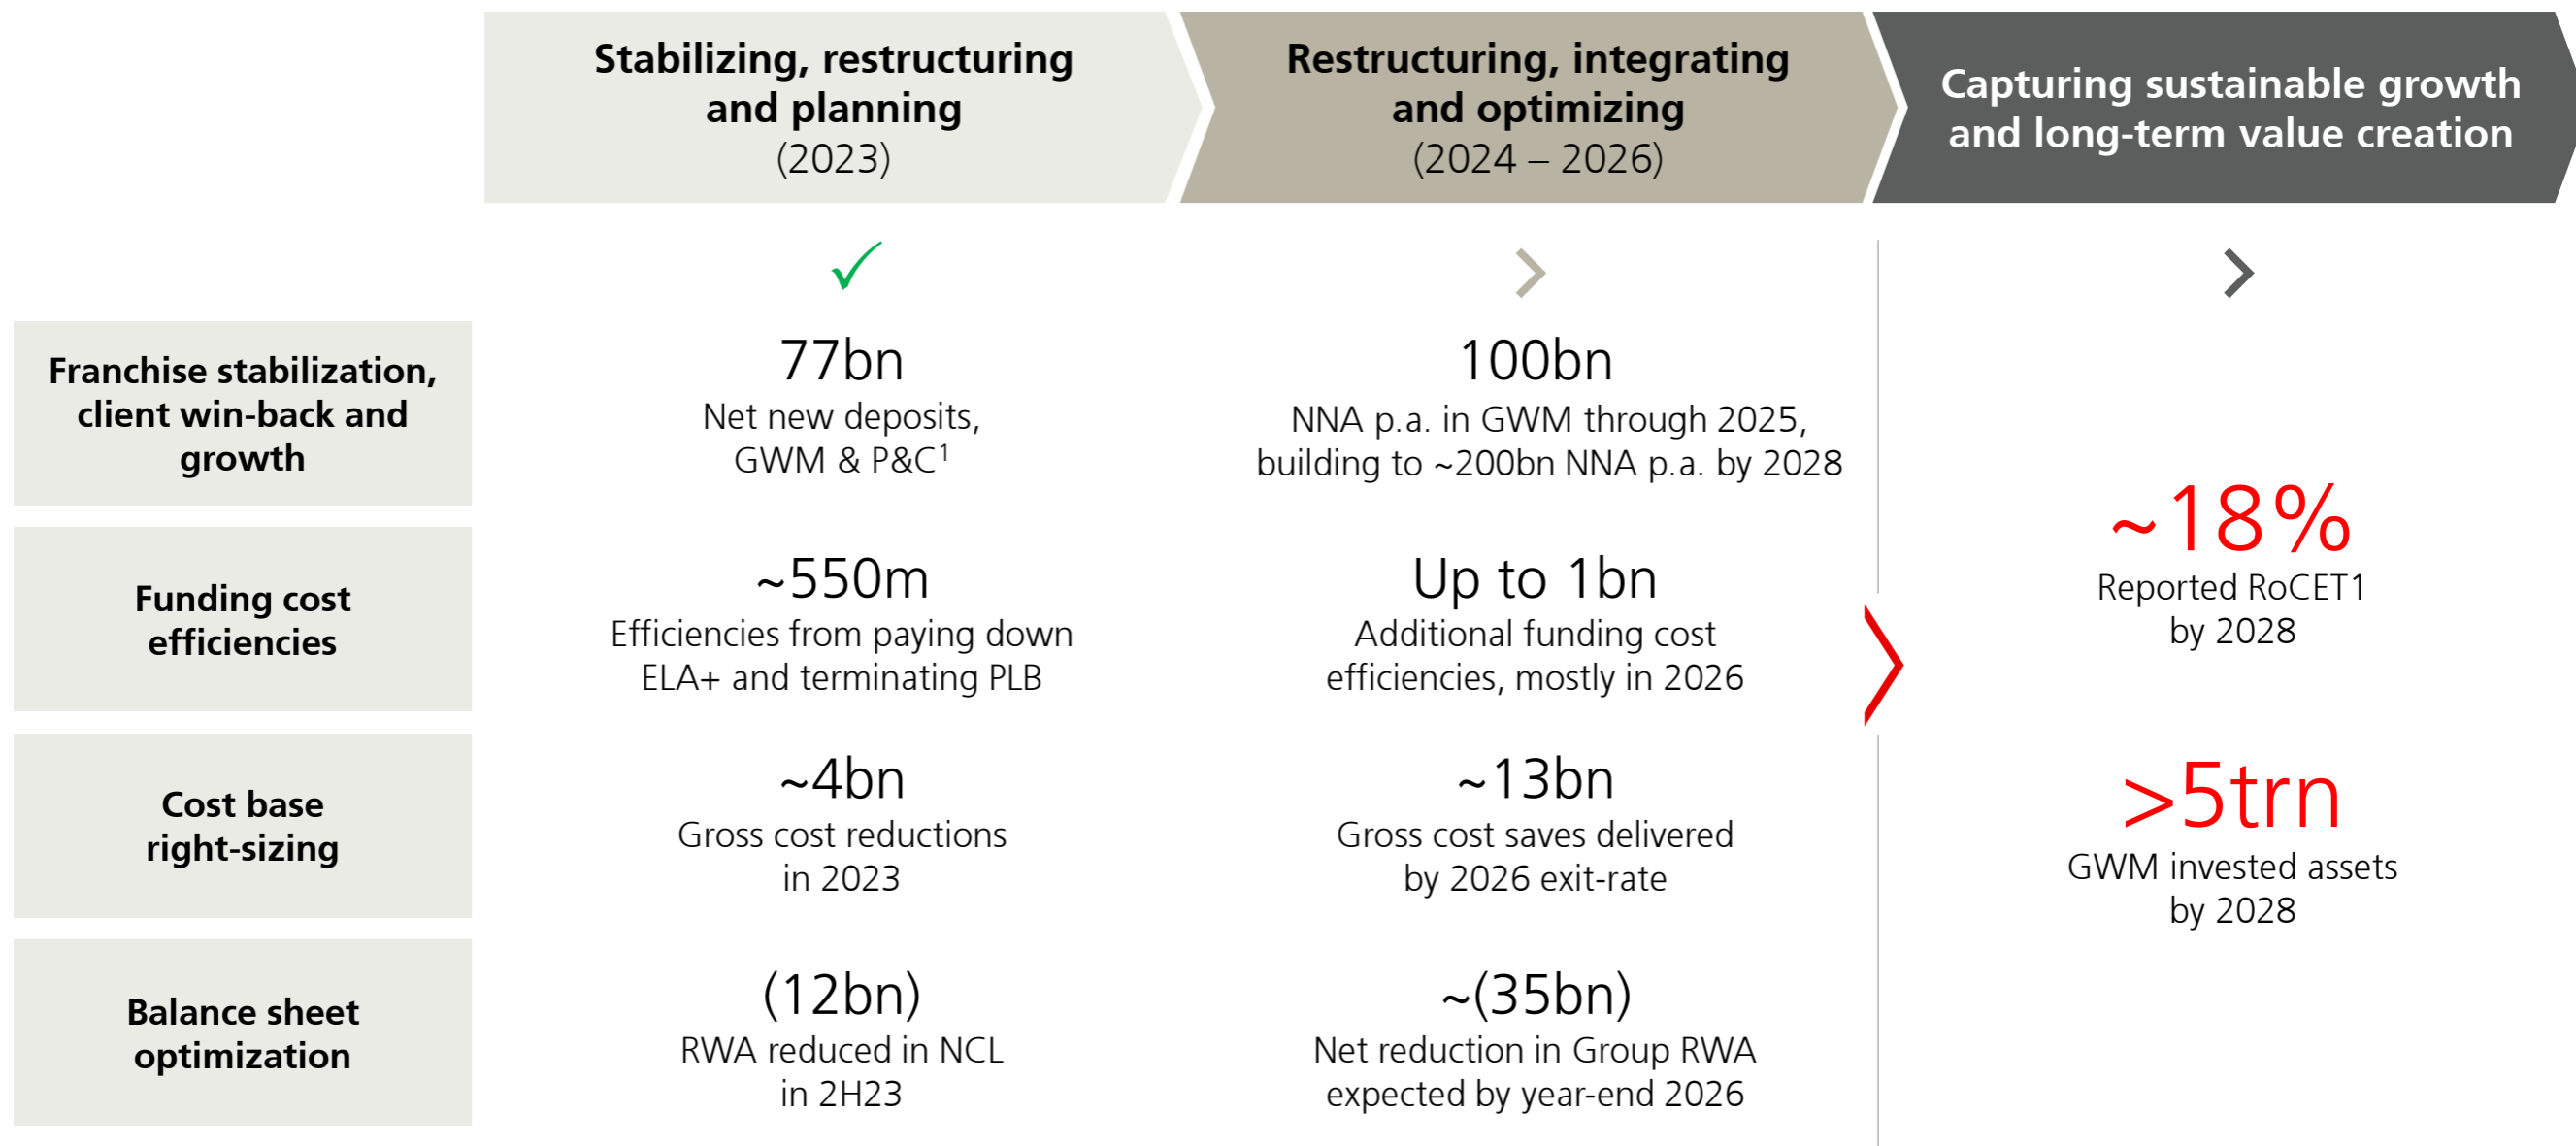 Stabilizing, restructuring
and planning
(2023)
Restructuring, integrating
and optimizing
(2024 – 2026)
Capturing sustainable growth
and long-term value creation
Franchise stabilization,
client win-back and
growth
77bn
Net new deposits,
GWM & P&C¹
100bn
NNA p.a. in GWM through 2025,
building to ~200bn NNA p.a. by 2028
Funding cost
efficiencies
~550m
Efficiencies from paying down
ELA+ and terminating PLB
Up to 1bn
Additional funding cost
efficiencies, mostly in 2026
Cost base
right-sizing
~4bn
Gross cost reductions
in 2023
~13bn
Gross cost saves delivered
by 2026 exit-rate
Balance sheet
optimization
(12bn)
RWA reduced in NCL
in 2H23
~(35bn)
Net reduction in Group RWA
expected by year-end 2026
~18%
Reported RoCET1
by 2028
>5trn
GWM invested assets
by 2028